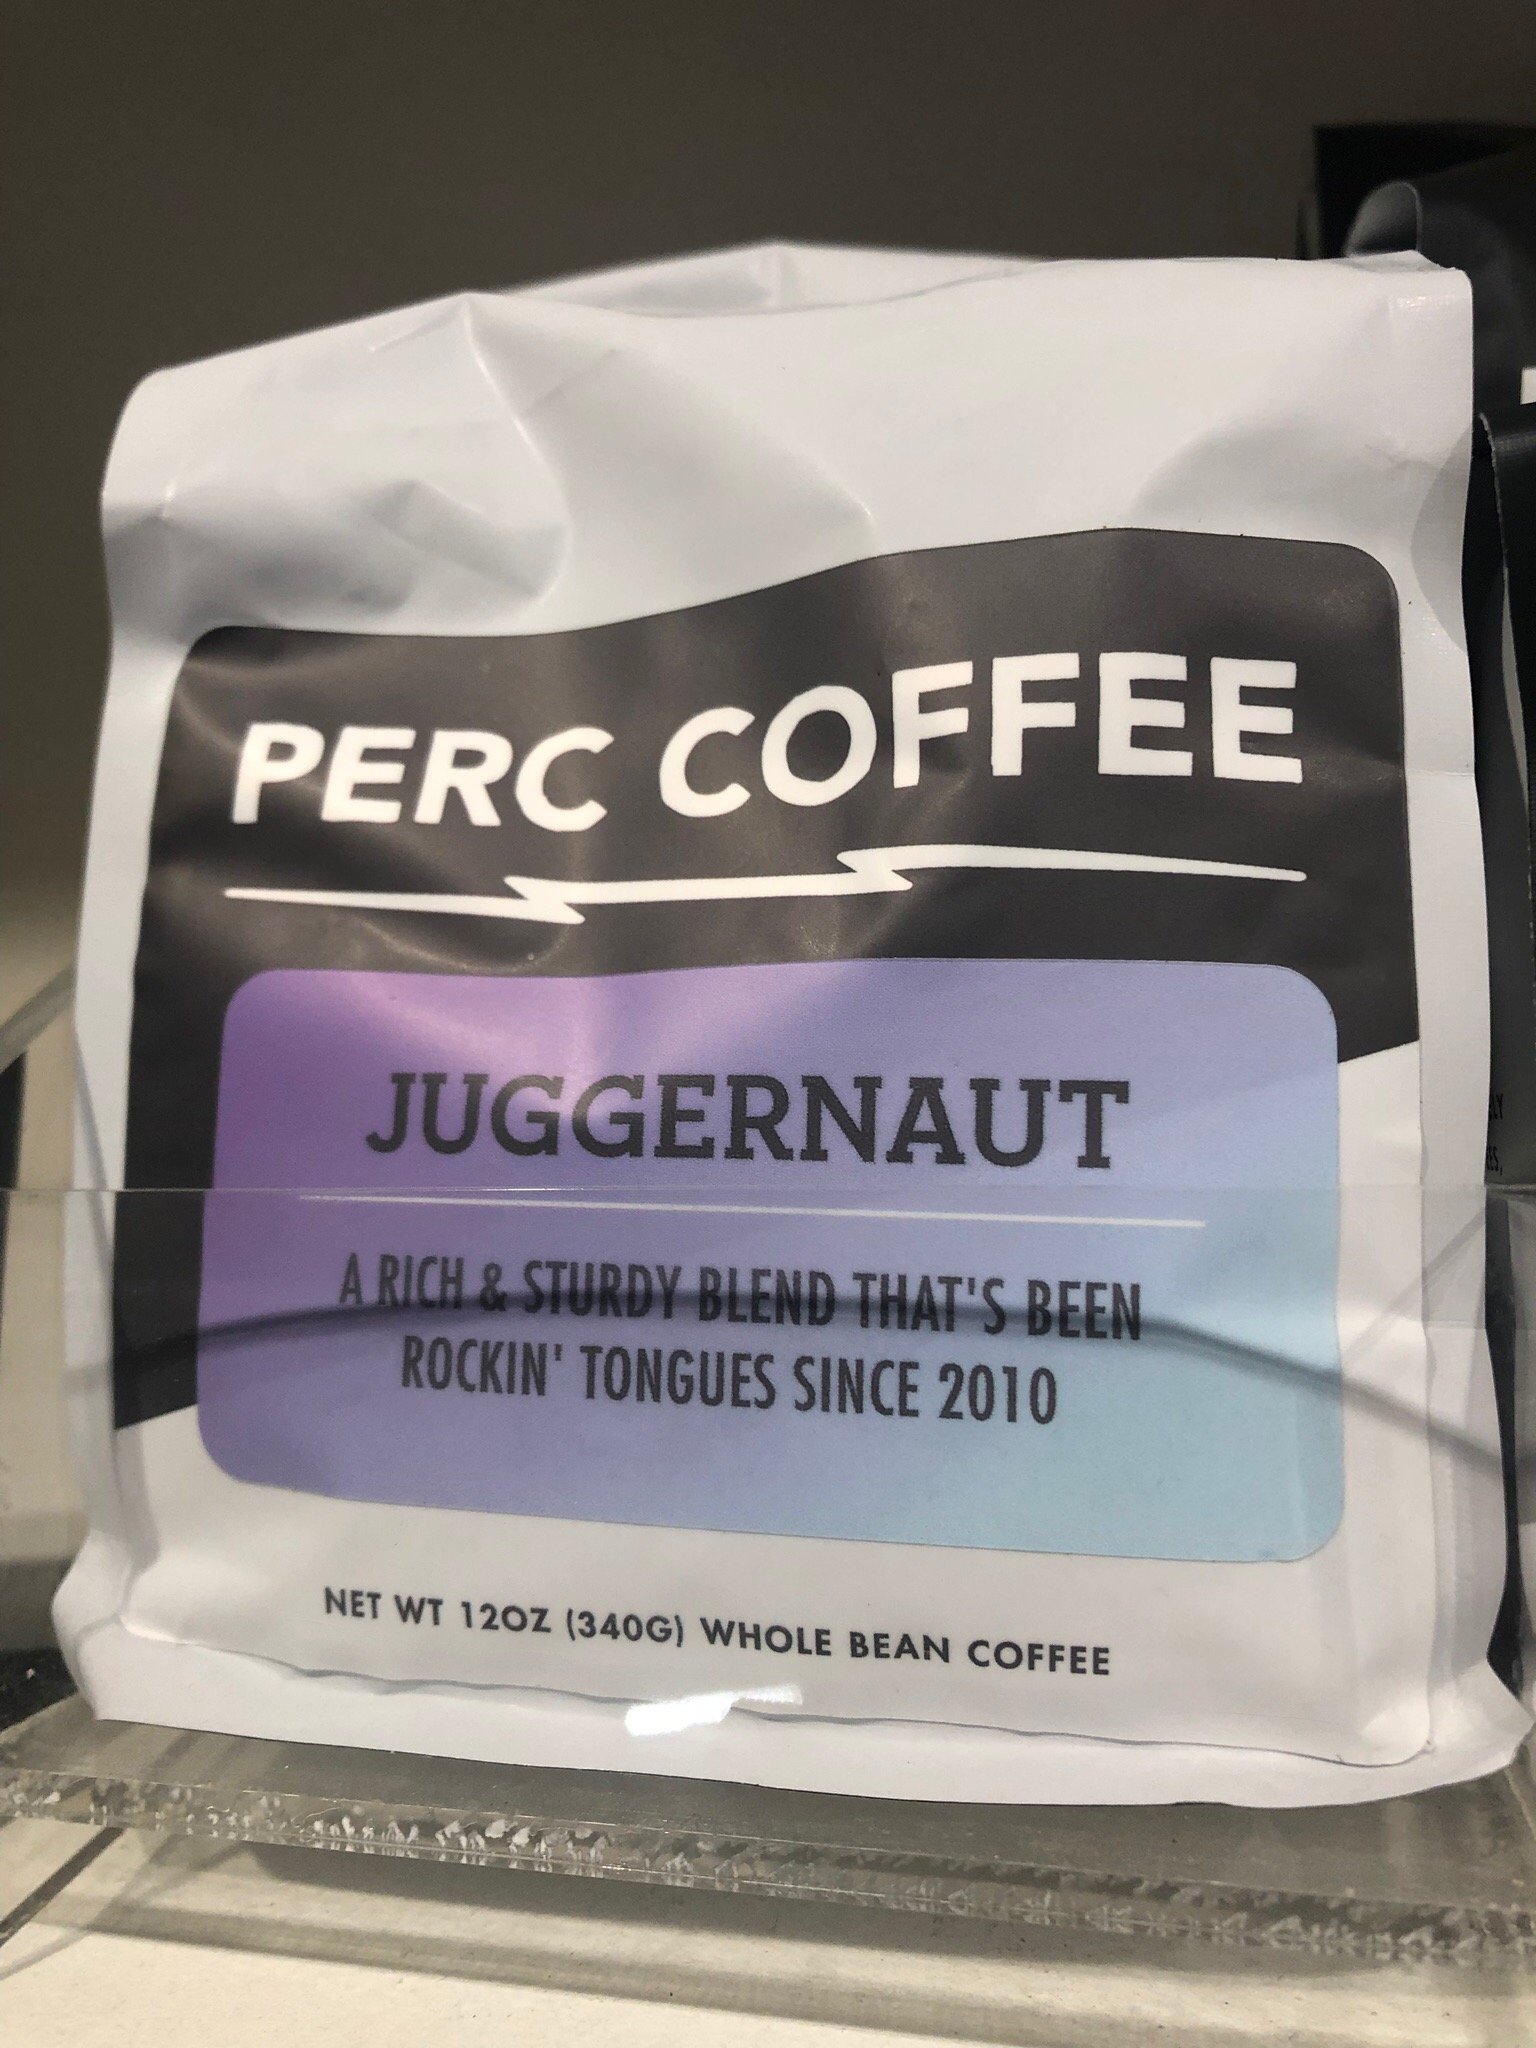 PERC COFFEE
JUGGERNAUT
A RICH & STURDY BLEND THAT'S BEEN
ROCKIN' TONGUES SINCE 2010
NET WT 12OZ (340G) WHOLE BEAN COFFEE